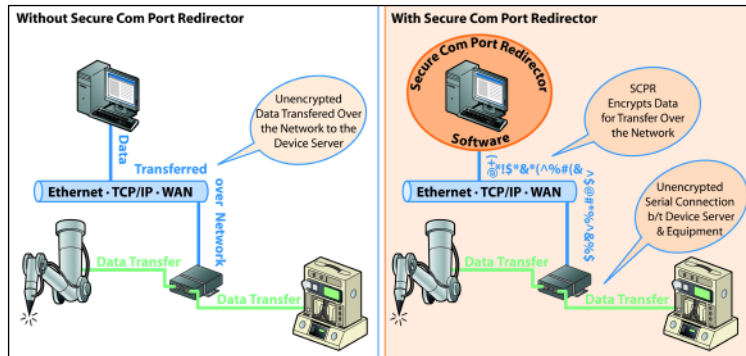 Without Secure Com Port Redirector
Unencrypted
Data Transfered Over
the Network to the
Device Server
Data
Transferred
Ethernet · TCP/IP · WAN
over Network
Data Transfer
Data Transfer
With Secure Com Port Redirector
Secure Com Port Redirector
Software
SCPR
Encrypts Data
for Transfer Over
the Network
Ethernet · TCP/IP · WAN
Unencrypted
Serial Connection
b/t Device Server
& Equipment
Data Transfer
Data Transfer